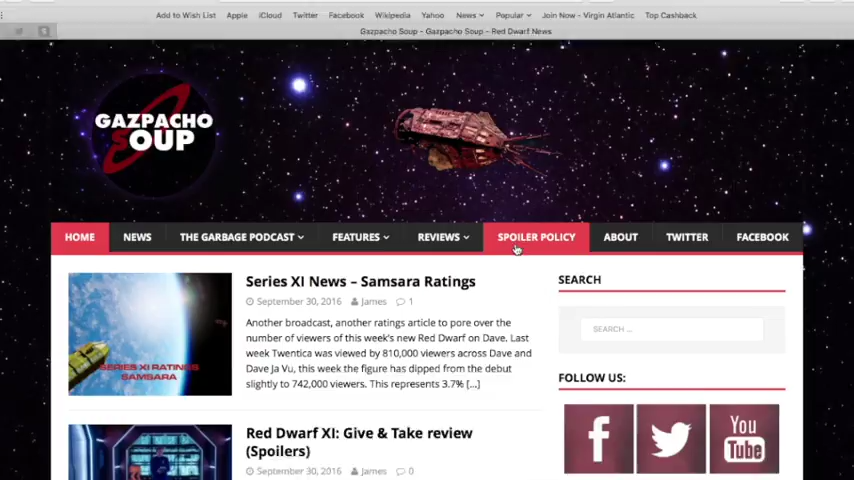 Add to Wish List Apple iCloud Twitter Facebook Wikipedia Yahoo News Popular Join Now - Virgin Atlantic Top Cashback
Gazpacho Soup - Gazpacho Soup - Red Dwarf News
GAZPACHO
SOUP
HOME NEWS THE GARBAGE PODCAST FEATURES REVIEWS SPOILER POLICY ABOUT TWITTER FACEBOOK
Series XI News – Samsara Ratings
September 30, 2016 James 1
Another broadcast, another ratings article to pore over the
number of viewers of this week's new Red Dwarf on Dave. Last
week Twentica was viewed by 810,000 viewers across Dave and
Dave Ja Vu, this week the figure has dipped from the debut
slightly to 742,000 viewers. This represents 3.7% [...]
SERIES XI RATINGS
SAMSARA
Red Dwarf XI: Give & Take review
(Spoilers)
September 30, 2016 James 0
SEARCH
SEARCH ...
FOLLOW US:
f
You
Tube